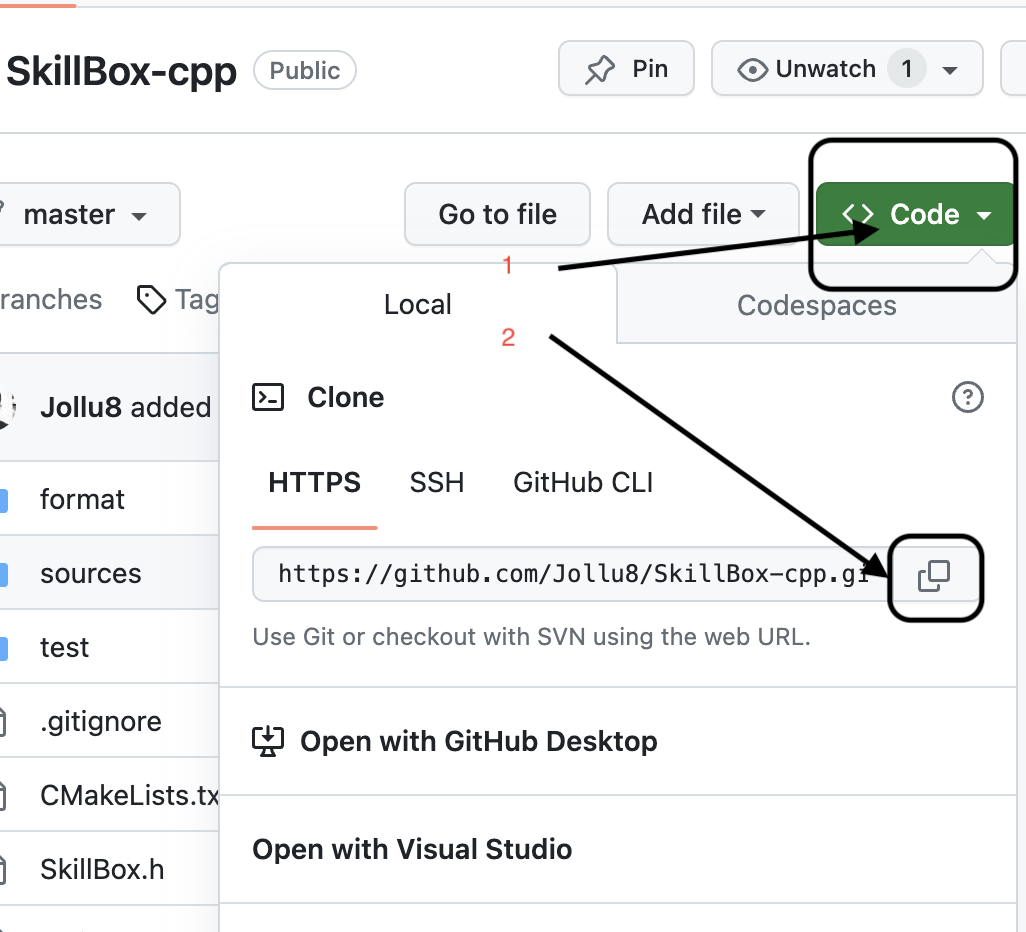 SkillBox-cpp Public Pin Unwatch 1
master Go to file Add file <> Code
1
ranches Tag Local Codespaces
2
Clone
Jollu8 added
HTTPS SSH GitHub CLI
format
https://github.com/Jollu8/SkillBox-cpp.gi
sources
Use Git or checkout with SVN using the web URL.
test
.gitignore
Open with GitHub Desktop
CMakeLists.tx
Open with Visual Studio
SkillBox.h